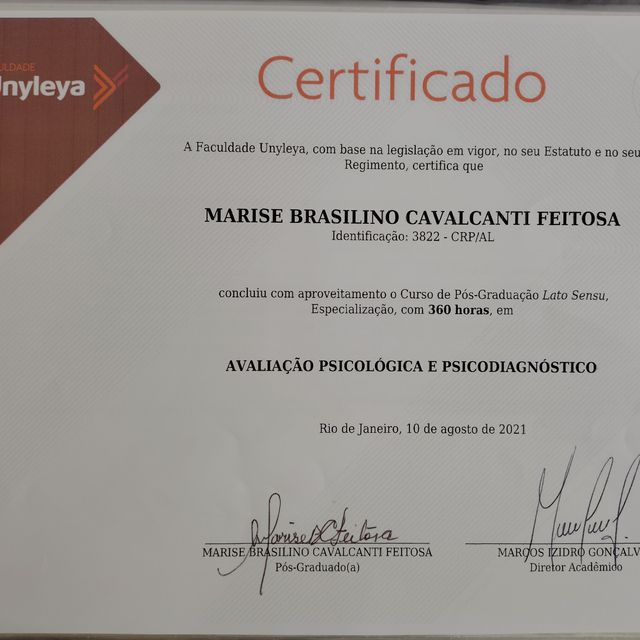 Unyleya
Certificado
A Faculdade Unyleya, com base na legislação em vigor, no seu Estatuto e no seu
Regimento, certifica que
MARISE BRASILINO CAVALCANTI FEITOSA
Identificação: 3822 - CRP/AL
concluiu com aproveitamento o Curso de Pós-Graduação Lato Sensu,
Especialização, com 360 horas, em
AVALIAÇÃO PSICOLÓGICA E PSICODIAGNÓSTICO
Rio de Janeiro, 10 de agosto de 2021
MARISE BRASILINO CAVALCANTI FEITOSA
Pós-Graduado(a)
MARCOS IZIDRO GONÇALV
Diretor Acadêmico